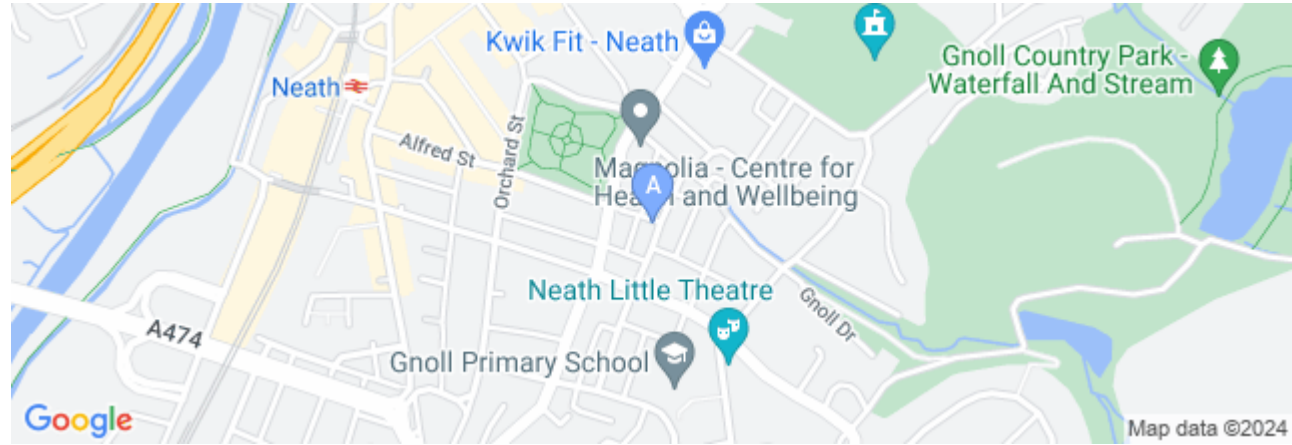 Kwik Fit - Neath
Gnoll Country Park -
Waterfall And Stream
Neath
Alfred St
Orchard St
Magnolia - Centre for
Health and Wellbeing
A
Neath Little Theatre
Gnoll Dr
A474
Gnoll Primary School
Google
Map data ©2024